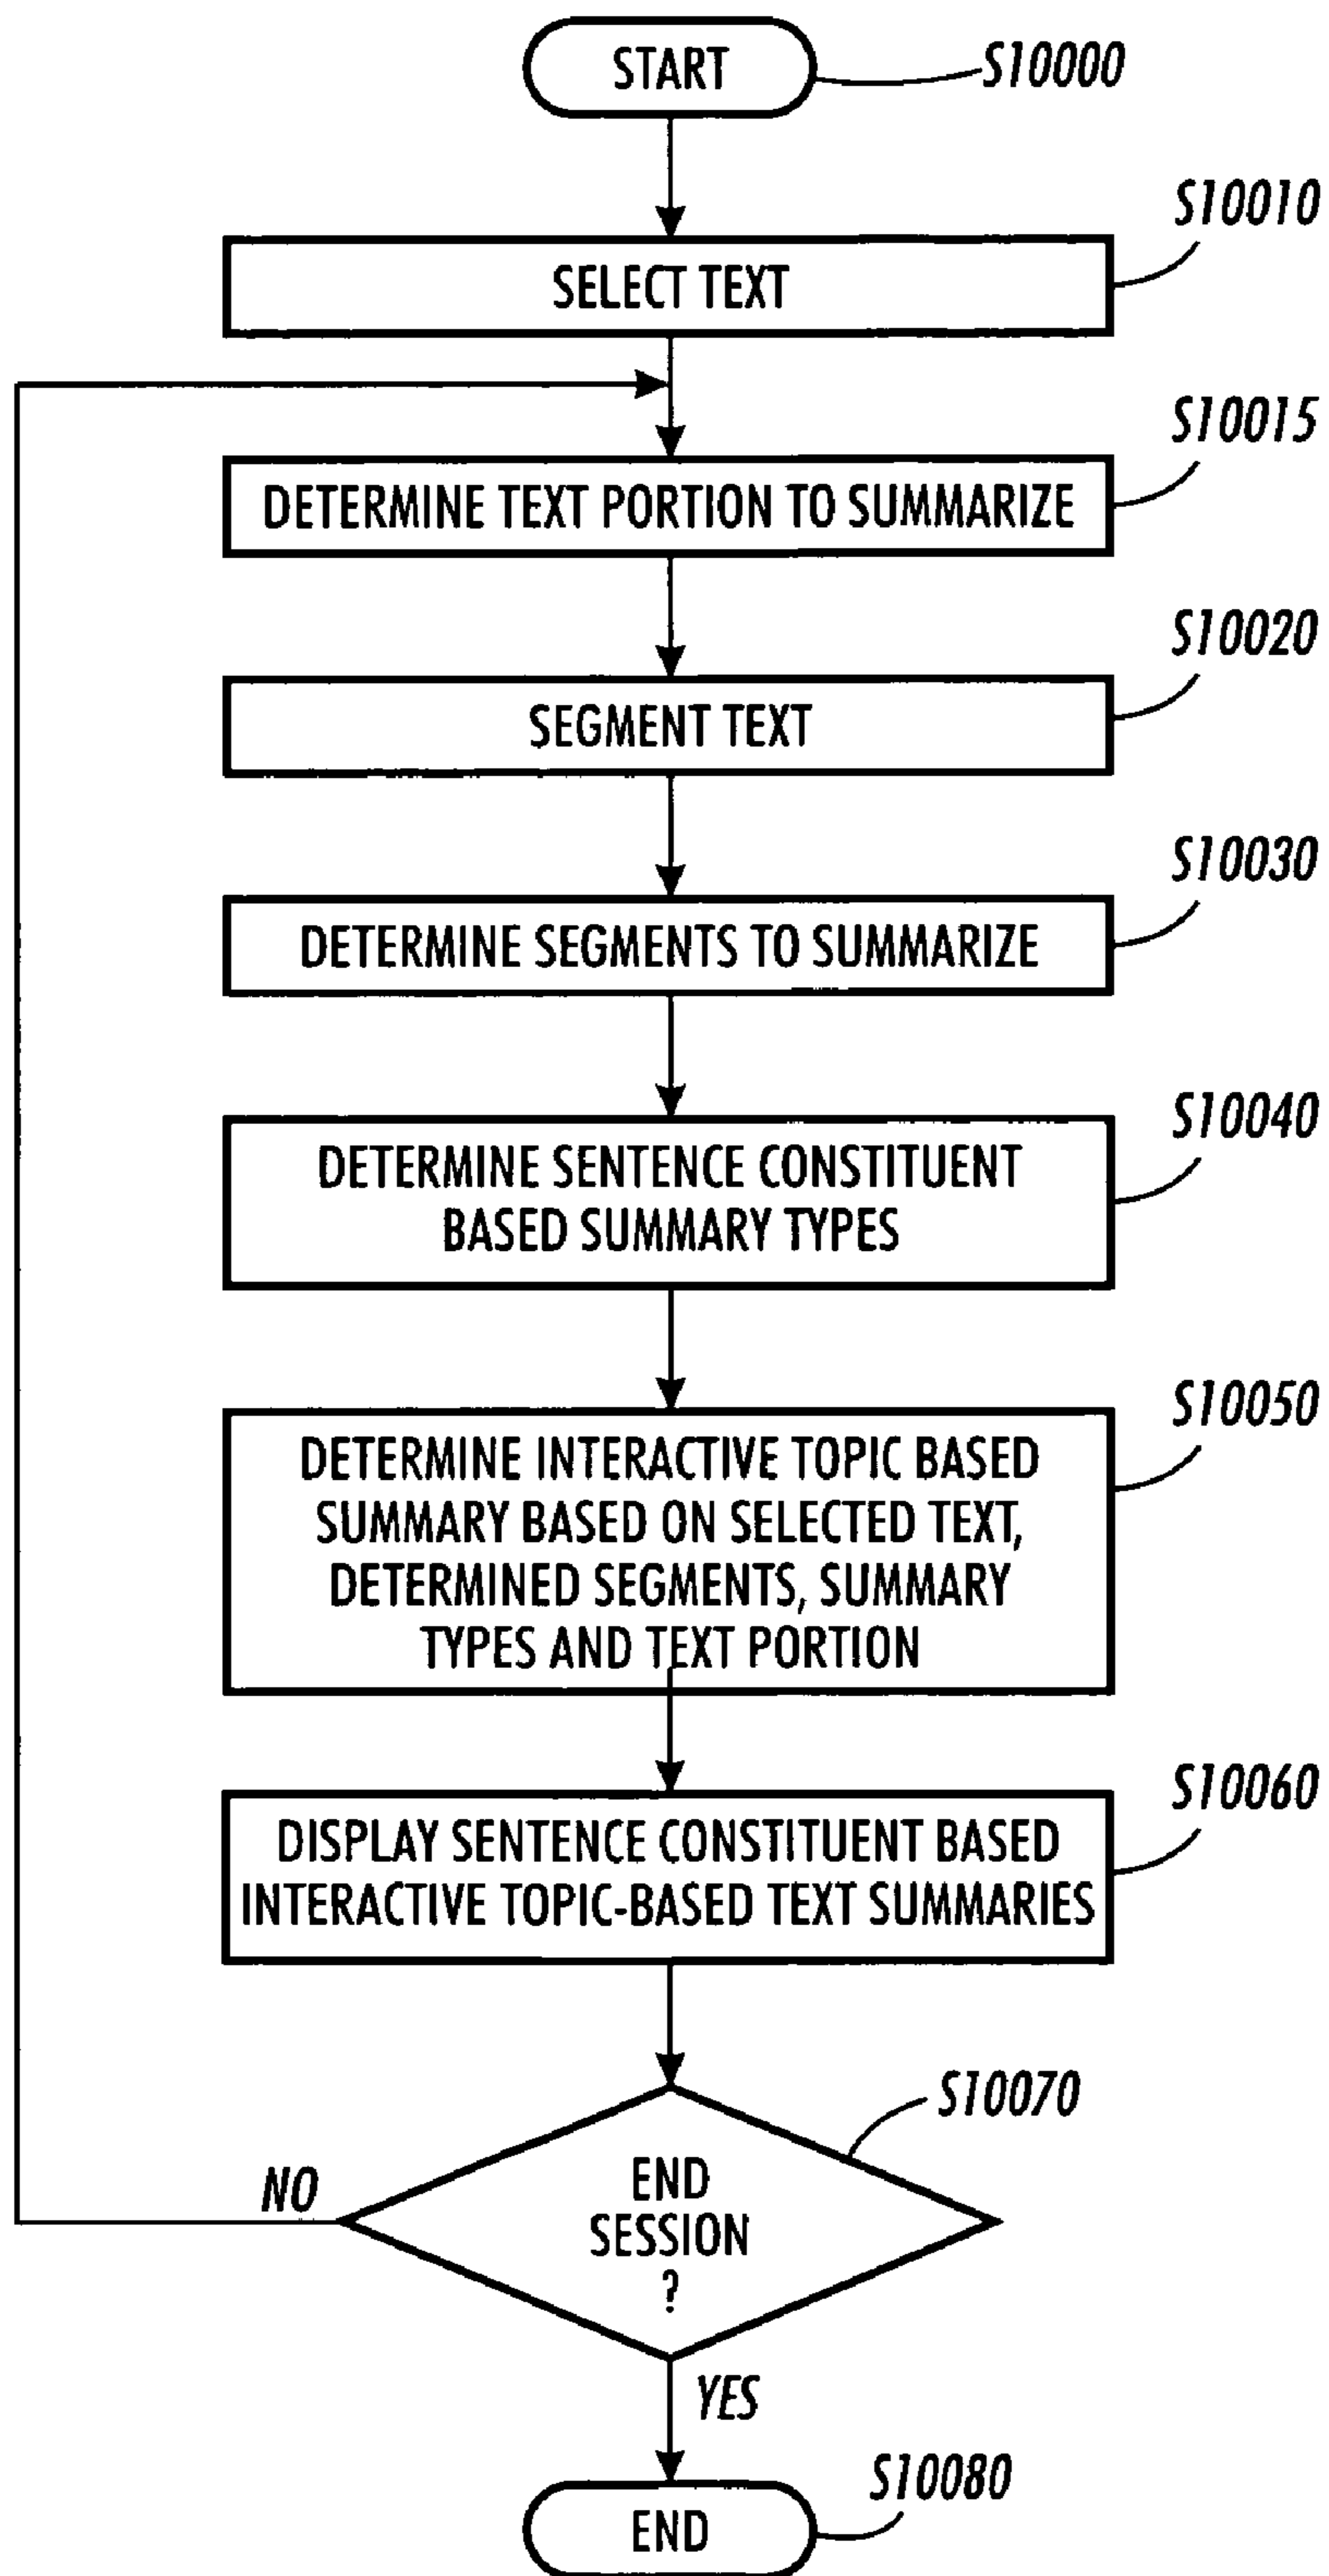 START
S10000
S10010
SELECT TEXT
S10015
DETERMINE TEXT PORTION TO SUMMARIZE
S10020
SEGMENT TEXT
S10030
DETERMINE SEGMENTS TO SUMMARIZE
S10040
DETERMINE SENTENCE CONSTITUENT
BASED SUMMARY TYPES
S10050
DETERMINE INTERACTIVE TOPIC BASED
SUMMARY BASED ON SELECTED TEXT,
DETERMINED SEGMENTS, SUMMARY
TYPES AND TEXT PORTION
S10060
DISPLAY SENTENCE CONSTITUENT BASED
INTERACTIVE TOPIC-BASED TEXT SUMMARIES
S10070
NO
END
SESSION
?
YES
S10080
END